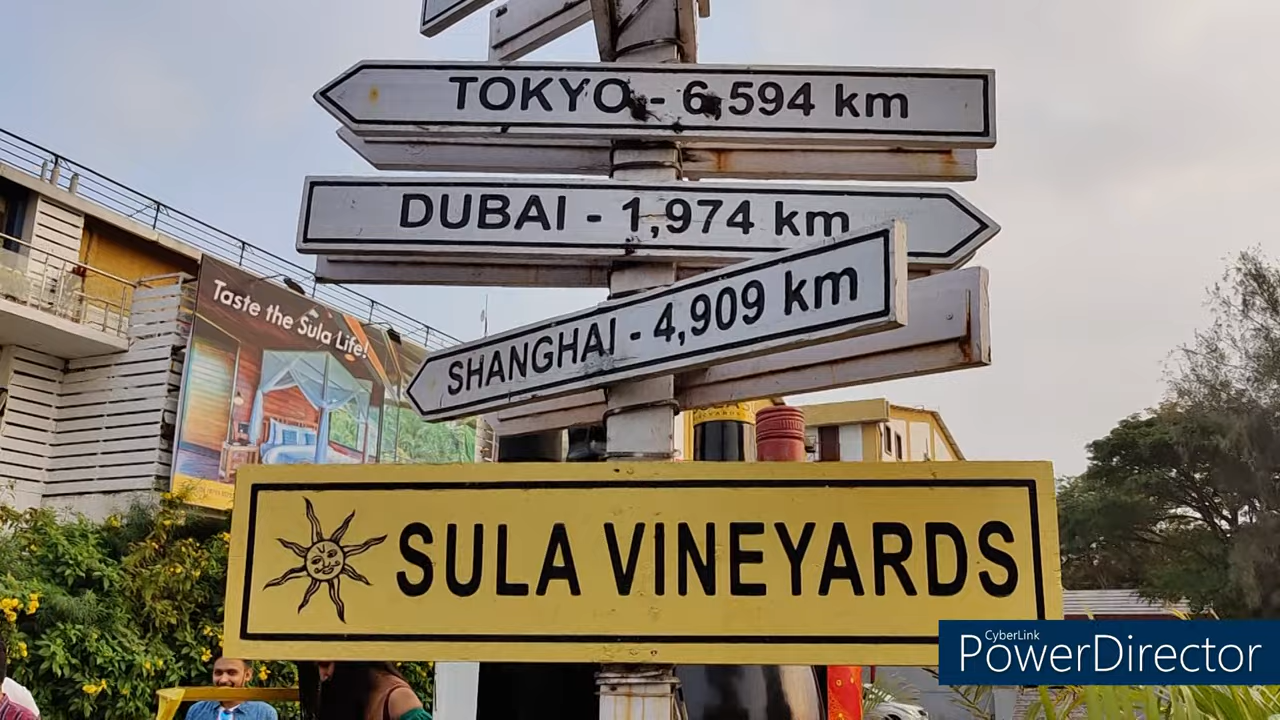 TOKYO - 6,594 km
DUBAI - 1,974 km
SHANGHAI - 4,909 km
Taste the Sula Life!
SULA VINEYARDS
CyberLink
PowerDirector